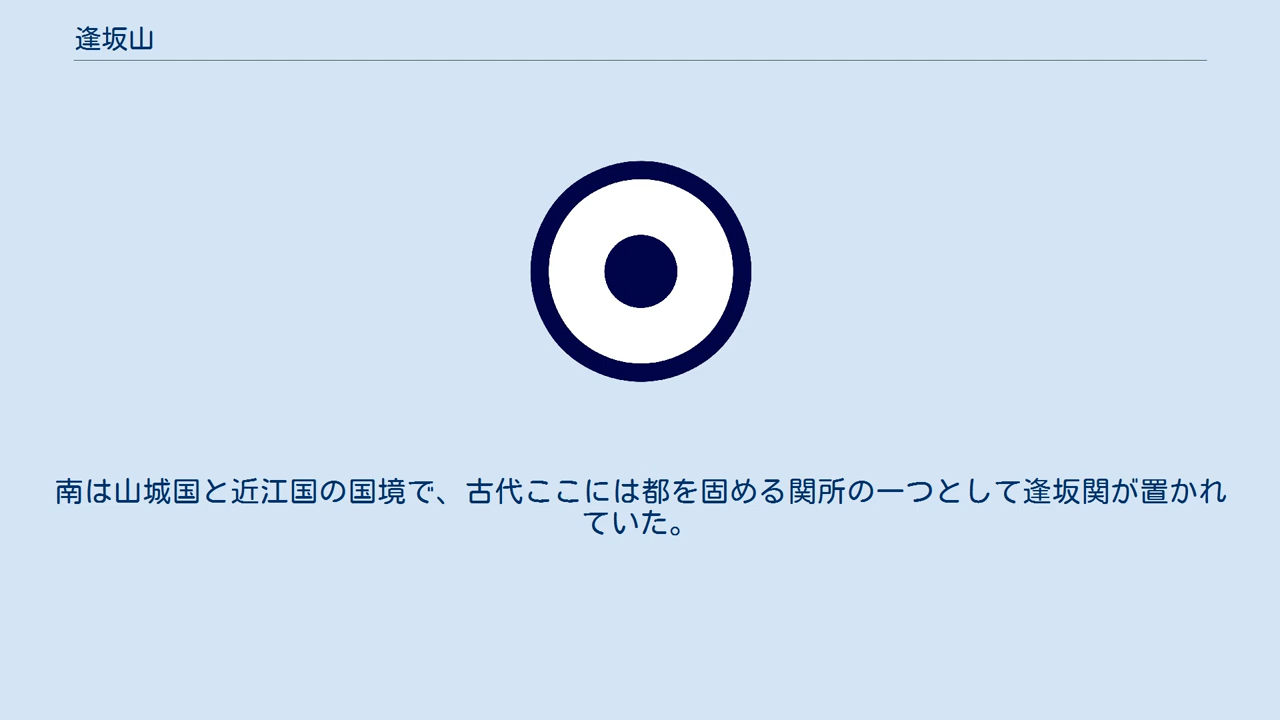 逢坂山
南は山城国と近江国の国境で、古代ここには都を固める関所の一つとして逢坂関が置かれ
ていた。